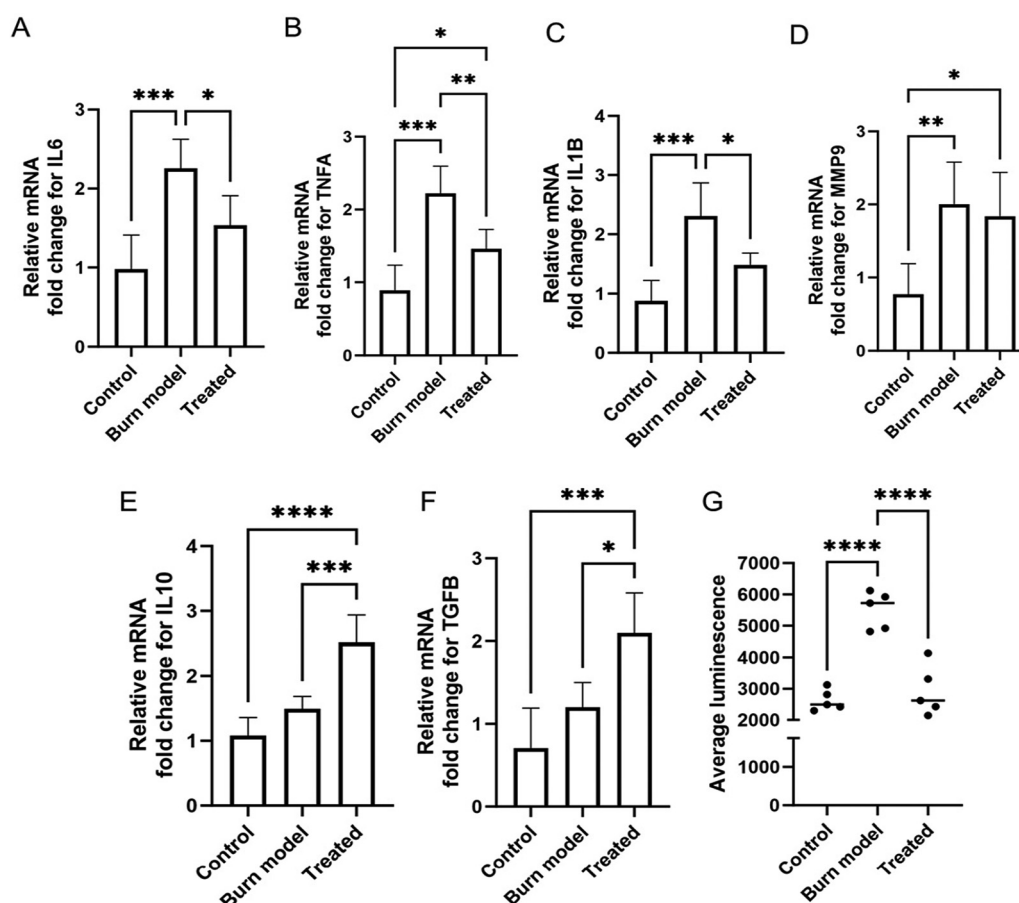 A
Relative mRNA
fold change for IL6
3
2
1
0
***
*
Control
Burn model
Treated
B
Relative mRNA
fold change for TNFA
3
2
1
0
*
**
***
Control
Burn model
Treated
C
Relative mRNA
fold change for IL1B
4
3
2
1
0
***
*
Control
Burn model
Treated
D
Relative mRNA
fold change for MMP9
3
2
1
0
*
**
Control
Burn model
Treated
E
Relative mRNA
fold change for IL10
4
3
2
1
0
****
***
Control
Burn model
Treated
F
Relative mRNA
fold change for TGFB
3
2
1
0
***
*
Control
Burn model
Treated
G
Average luminescence
7000
6000
5000
4000
3000
2000
1000
0
****
****
Control
Burn model
Treated